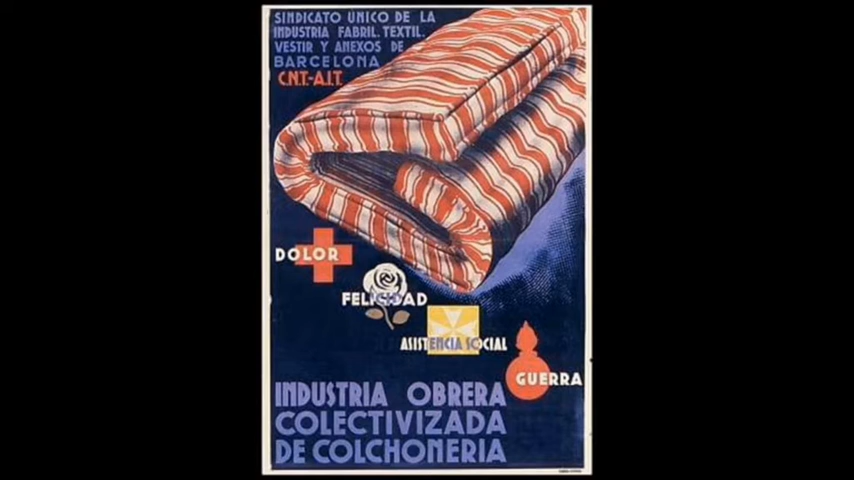 SINDICATO ÚNICO DE LA
INDUSTRIA FABRIL. TEXTIL.
VESTIR Y ANEXOS DE
BARCELONA
C.N.T.-A.I.T.
DOLOR
FELICIDAD
ASISTENCIA SOCIAL
GUERRA
INDUSTRIA OBRERA
COLECTIVIZADA
DE COLCHONERIA